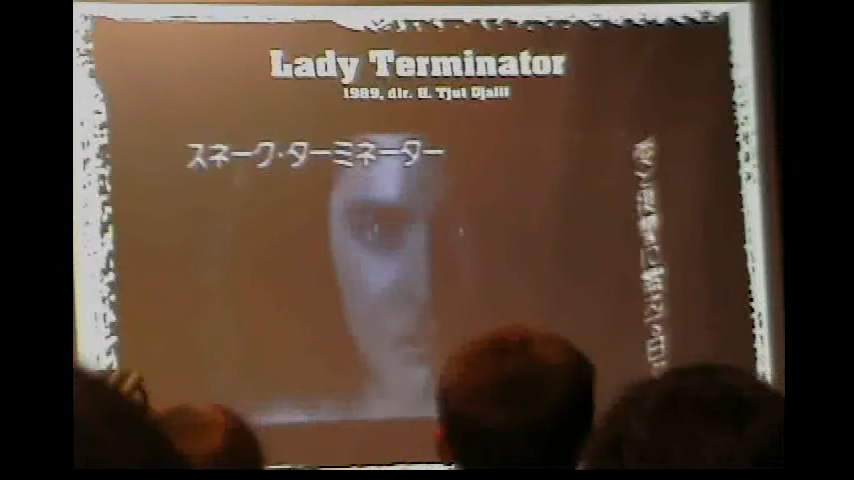 Lady Terminator
1989, dir. H. Tjut Djalil
スネーク・ターミネーター